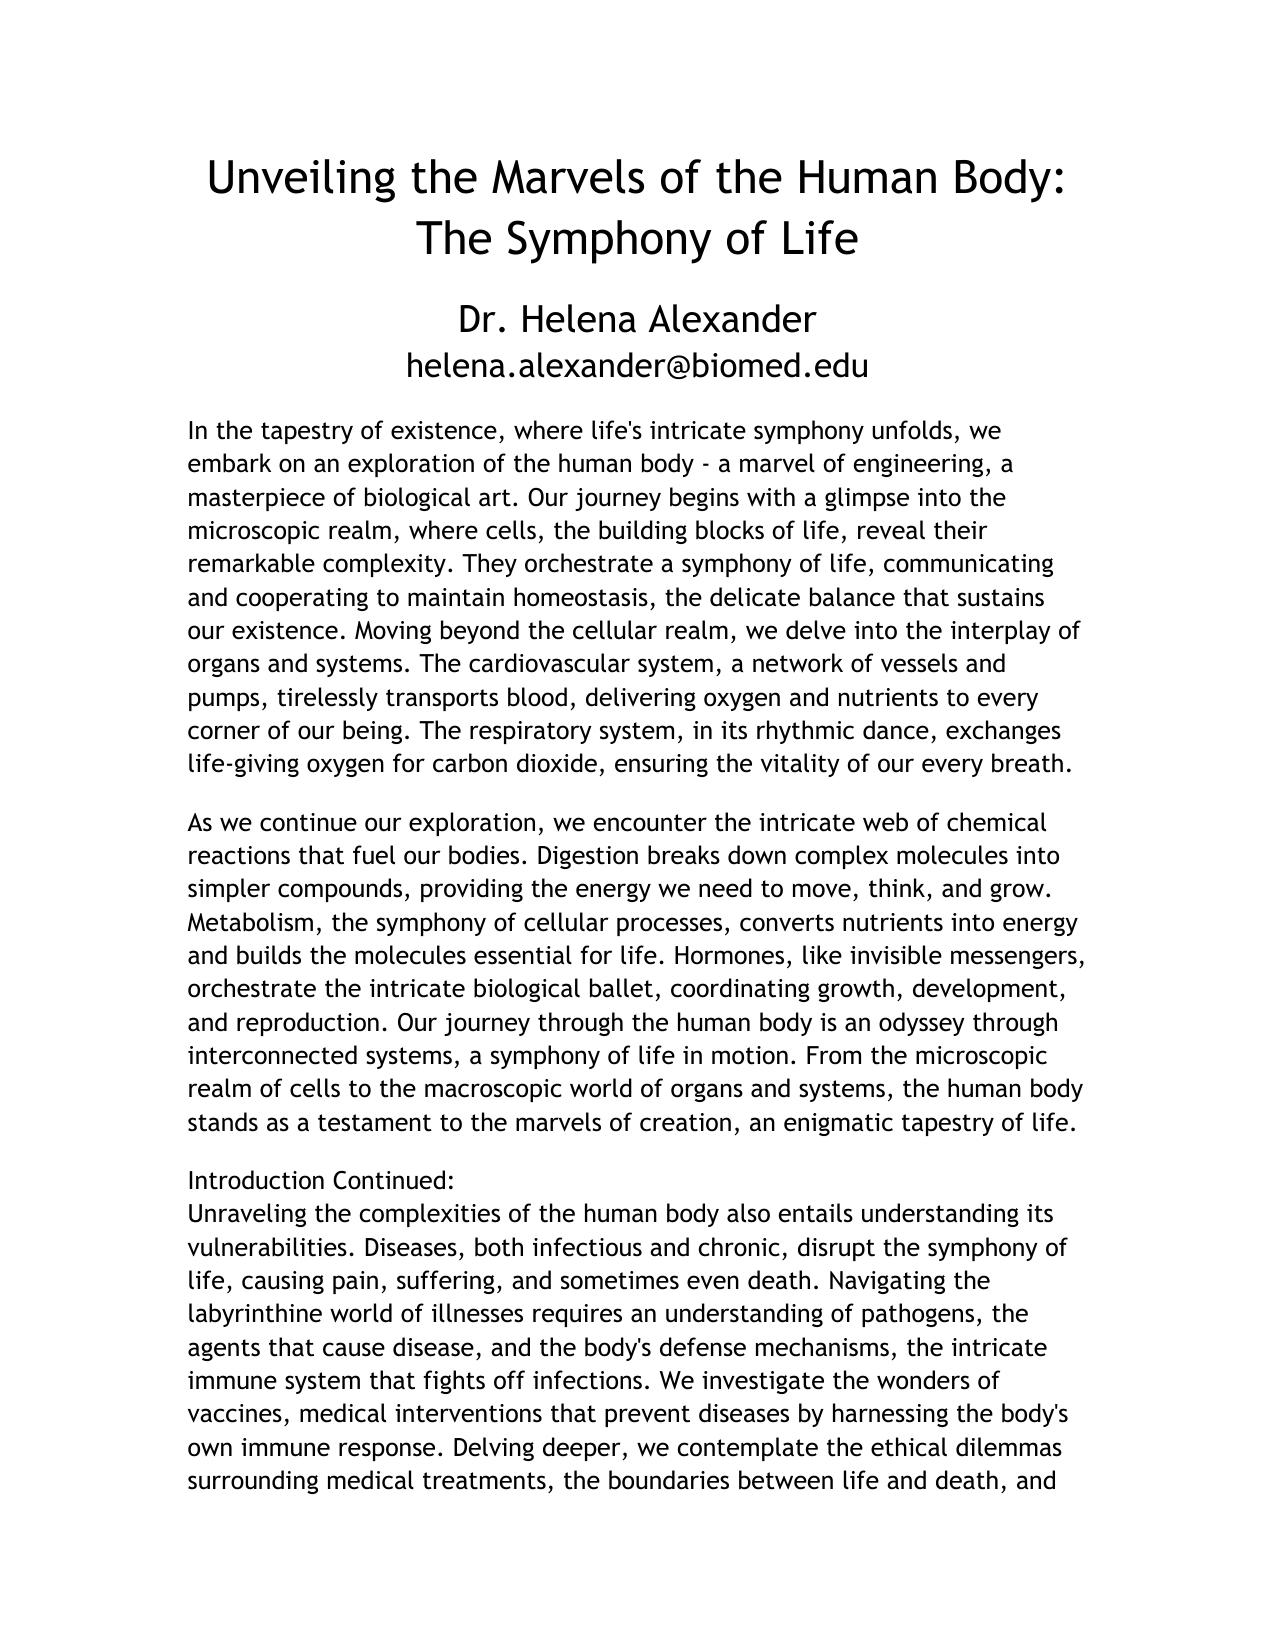 Unveiling the Marvels of the Human Body:
The Symphony of Life
Dr. Helena Alexander
helena.alexander@biomed.edu
In the tapestry of existence, where life's intricate symphony unfolds, we
embark on an exploration of the human body - a marvel of engineering, a
masterpiece of biological art. Our journey begins with a glimpse into the
microscopic realm, where cells, the building blocks of life, reveal their
remarkable complexity. They orchestrate a symphony of life, communicating
and cooperating to maintain homeostasis, the delicate balance that sustains
our existence. Moving beyond the cellular realm, we delve into the interplay of
organs and systems. The cardiovascular system, a network of vessels and
pumps, tirelessly transports blood, delivering oxygen and nutrients to every
corner of our being. The respiratory system, in its rhythmic dance, exchanges
life-giving oxygen for carbon dioxide, ensuring the vitality of our every breath.
As we continue our exploration, we encounter the intricate web of chemical
reactions that fuel our bodies. Digestion breaks down complex molecules into
simpler compounds, providing the energy we need to move, think, and grow.
Metabolism, the symphony of cellular processes, converts nutrients into energy
and builds the molecules essential for life. Hormones, like invisible messengers,
orchestrate the intricate biological ballet, coordinating growth, development,
and reproduction. Our journey through the human body is an odyssey through
interconnected systems, a symphony of life in motion. From the microscopic
realm of cells to the macroscopic world of organs and systems, the human body
stands as a testament to the marvels of creation, an enigmatic tapestry of life.
Introduction Continued:
Unraveling the complexities of the human body also entails understanding its
vulnerabilities. Diseases, both infectious and chronic, disrupt the symphony of
life, causing pain, suffering, and sometimes even death. Navigating the
labyrinthine world of illnesses requires an understanding of pathogens, the
agents that cause disease, and the body's defense mechanisms, the intricate
immune system that fights off infections. We investigate the wonders of
vaccines, medical interventions that prevent diseases by harnessing the body's
own immune response. Delving deeper, we contemplate the ethical dilemmas
surrounding medical treatments, the boundaries between life and death, and